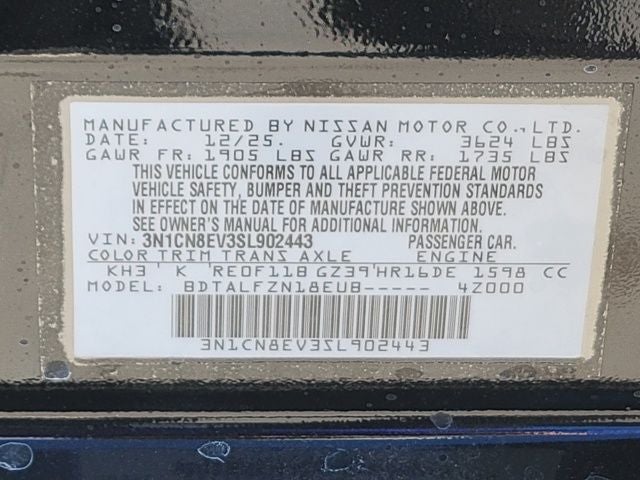 MANUFACTURED BY NISSAN MOTOR CO., LTD.
DATE: 12/25. GVWR: 3624 LBS
GAWR FR: 1905 LBS GAWR RR: 1735 LBS
THIS VEHICLE CONFORMS TO ALL APPLICABLE FEDERAL MOTOR
VEHICLE SAFETY, BUMPER AND THEFT PREVENTION STANDARDS
IN EFFECT ON THE DATE OF MANUFACTURE SHOWN ABOVE.
SEE OWNER'S MANUAL FOR ADDITIONAL INFORMATION.
VIN: 3N1CN8EV3SL902443 PASSENGER CAR.
COLOR TRIM TRANS AXLE ENGINE
KH3' K 'RE0F11B GZ39'HR16DE 1598 CC
MODEL: BDTALFZN18EUB----- 4Z000
3N1CN8EV3SL902443